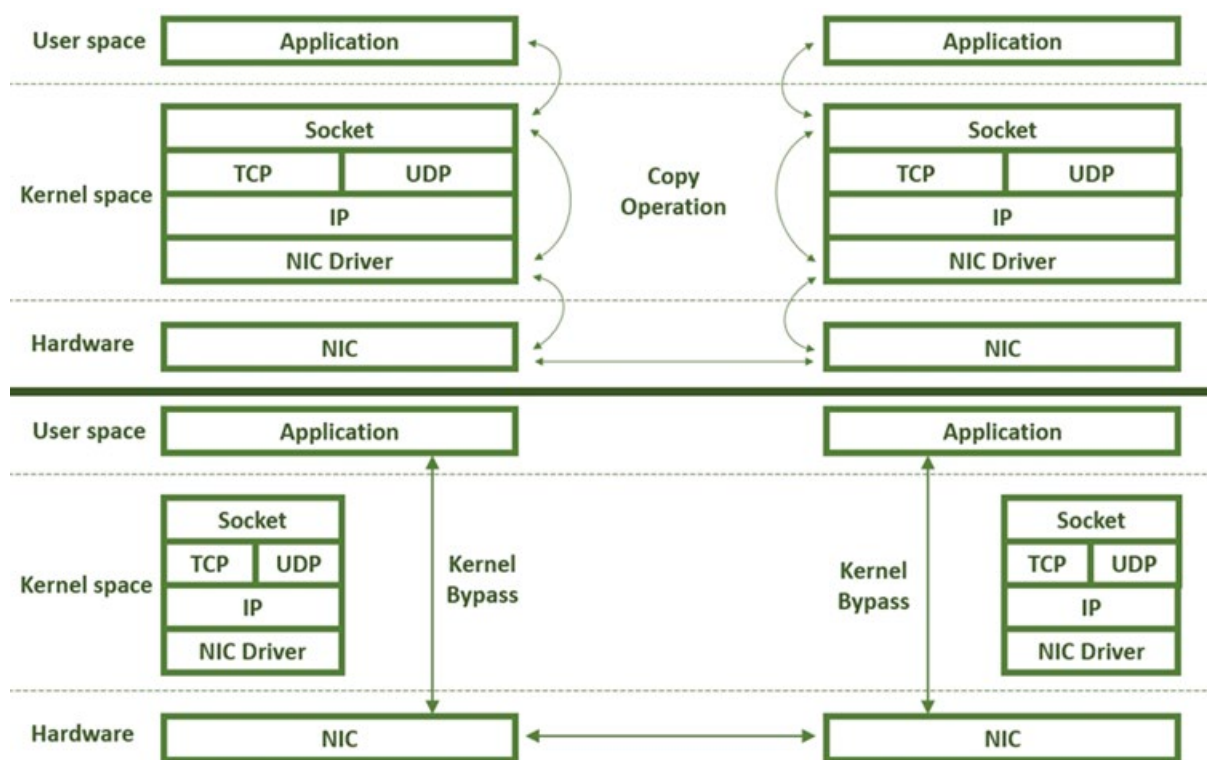 User space
Application
Application
Socket
Socket
TCP
UDP
TCP
UDP
Kernel space
Copy
Operation
IP
IP
NIC Driver
NIC Driver
Hardware
NIC
NIC
User space
Application
Application
Socket
Socket
TCP
UDP
TCP
UDP
Kernel space
Kernel
Bypass
Kernel
Bypass
IP
IP
NIC Driver
NIC Driver
Hardware
NIC
NIC